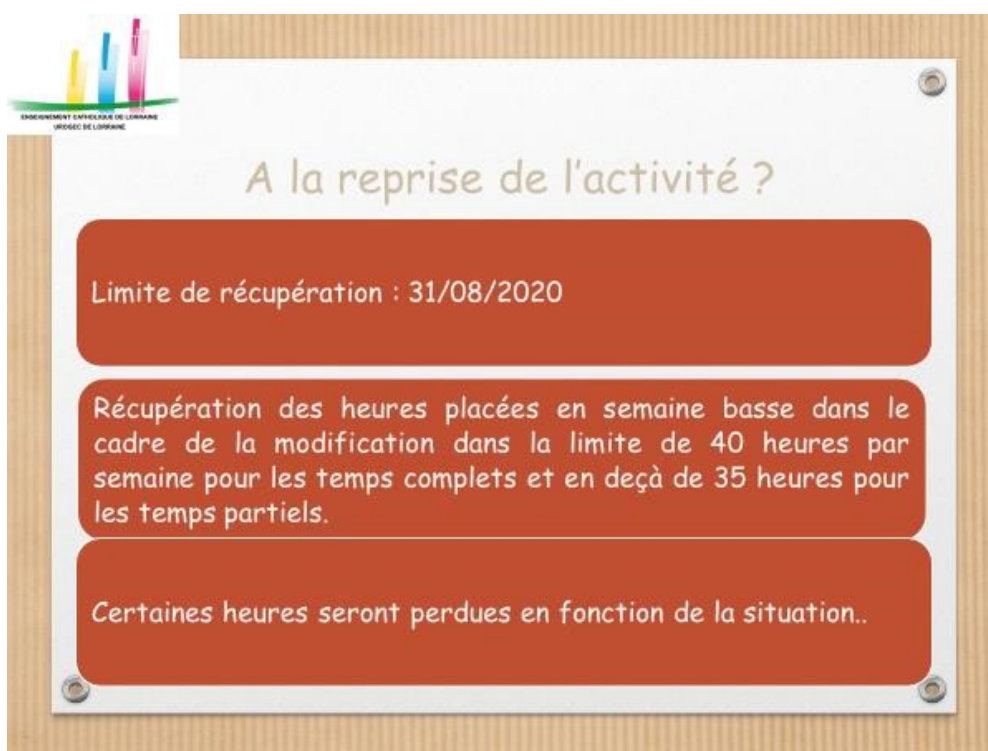 ENSEIGNEMENT CATHOLIQUE DE LORRAINE
UROGEC DE LORRAINE
A la reprise de l'activité ?
Limite de récupération : 31/08/2020
Récupération des heures placées en semaine basse dans le
cadre de la modification dans la limite de 40 heures par
semaine pour les temps complets et en deçà de 35 heures pour
les temps partiels.
Certaines heures seront perdues en fonction de la situation..